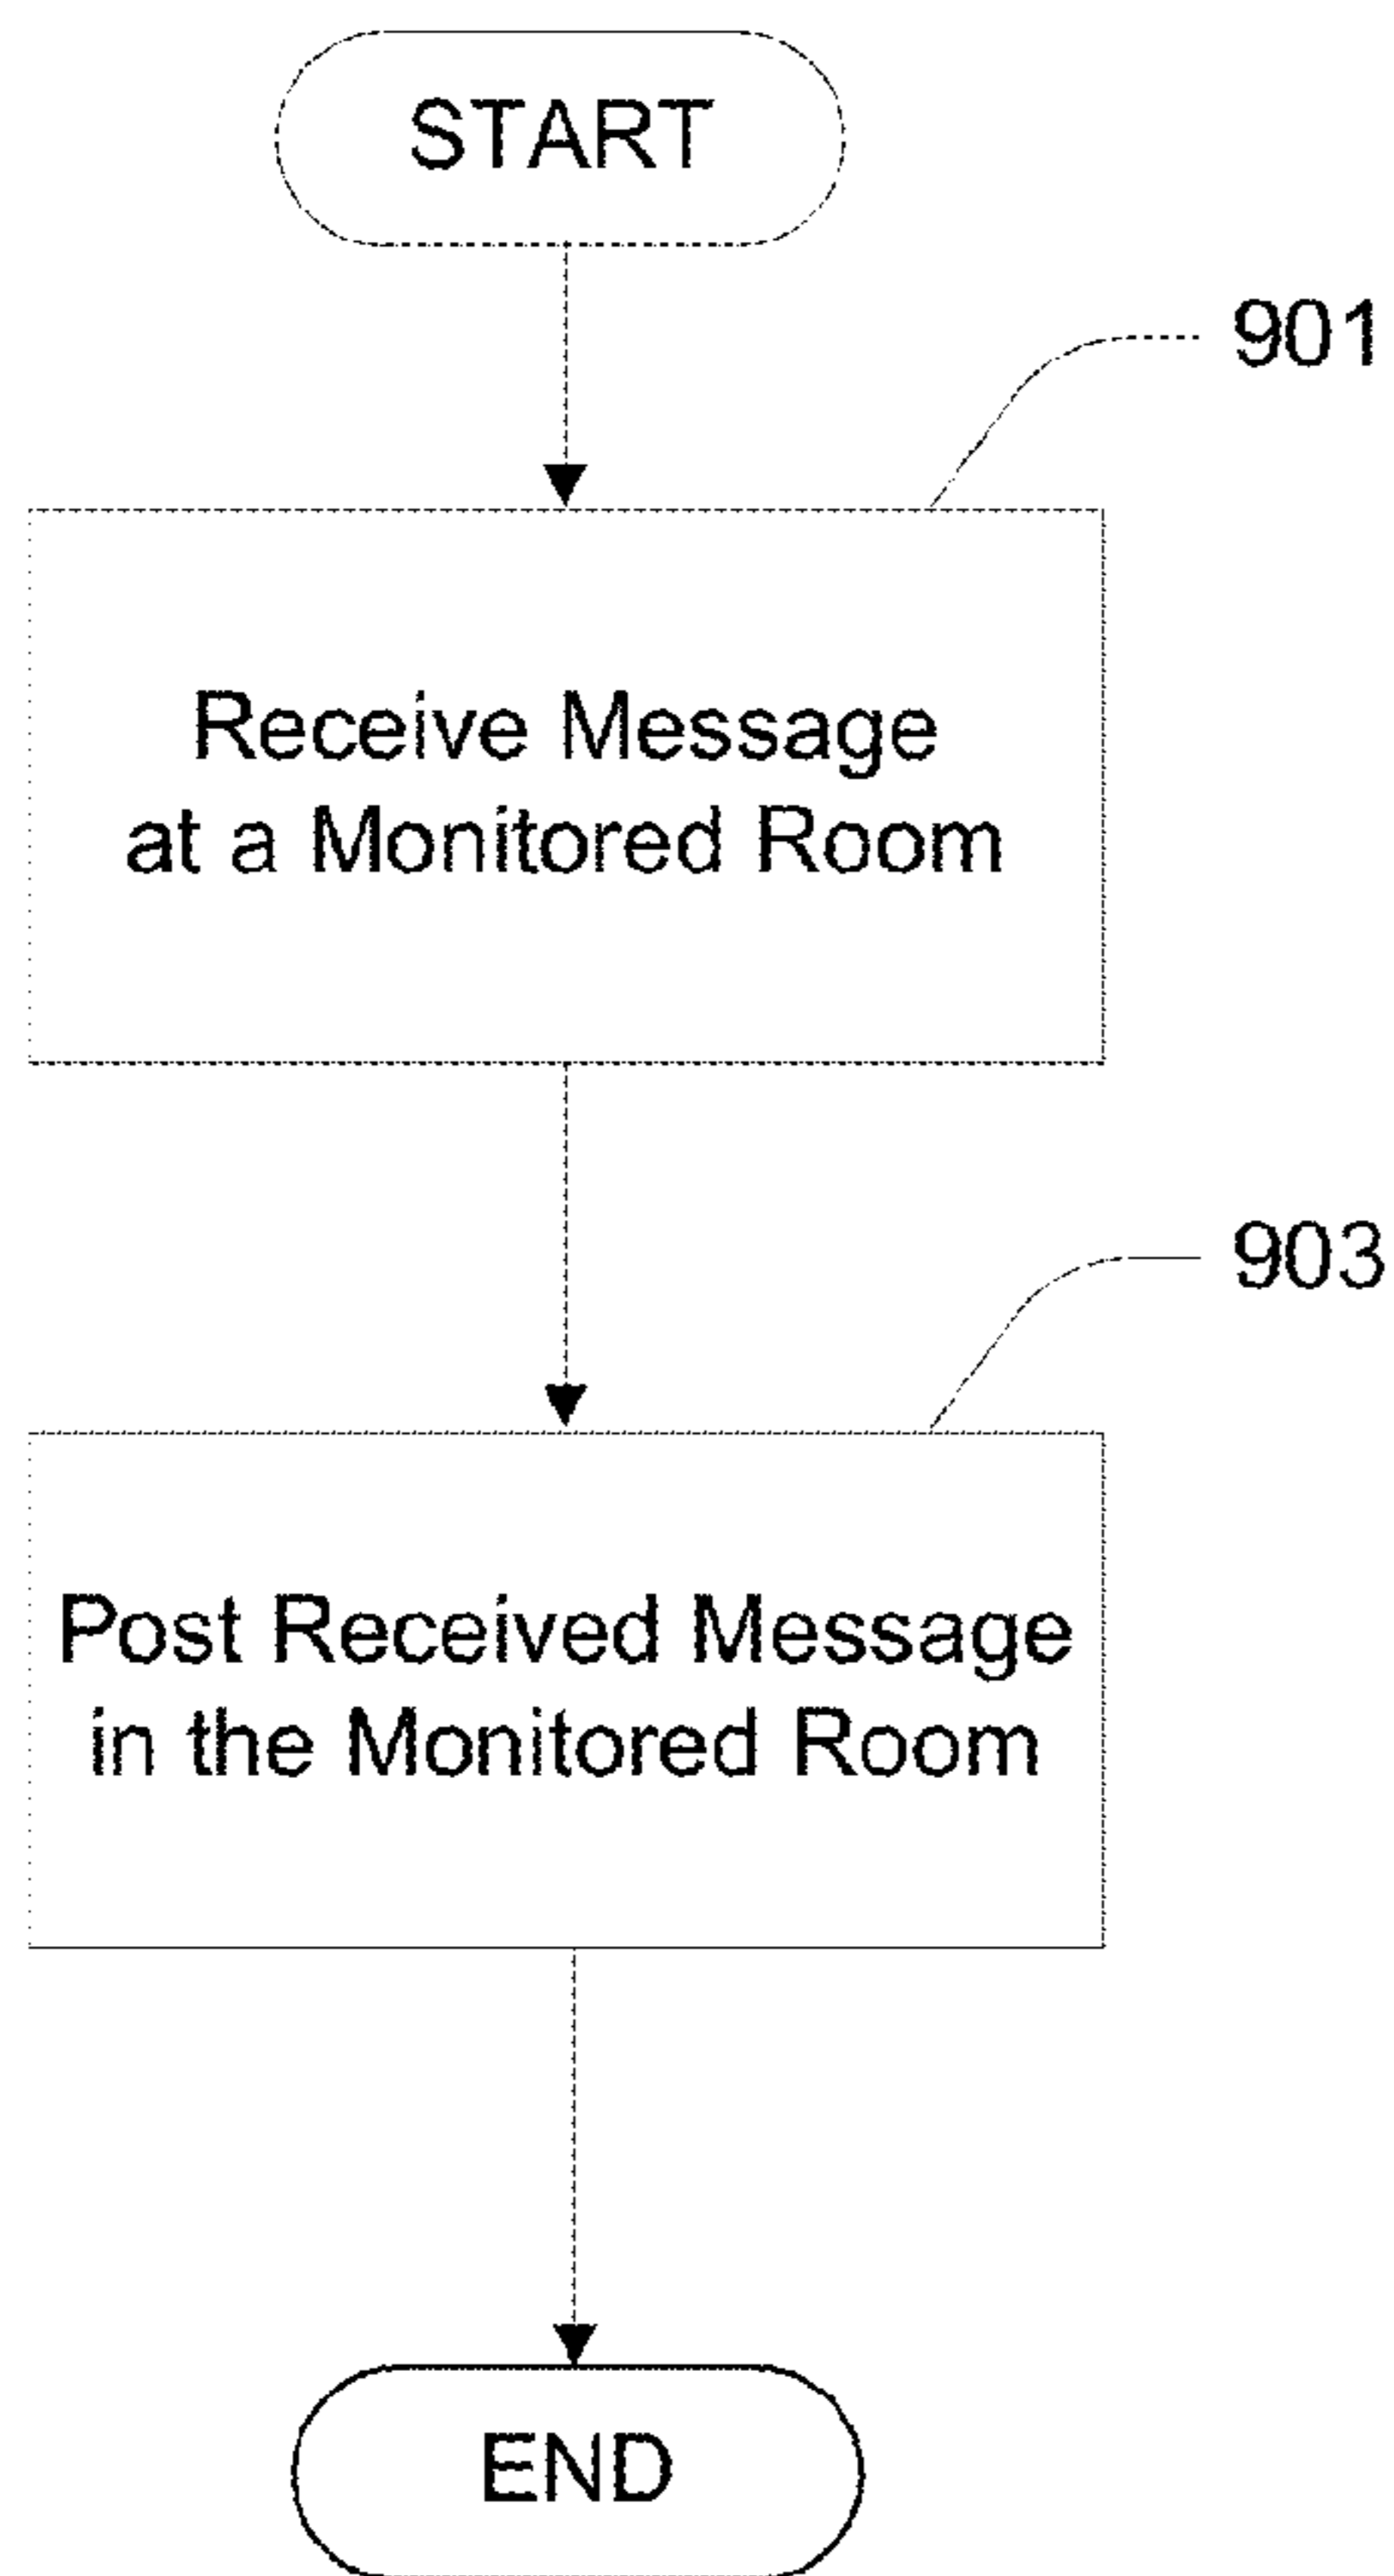 START
901
Receive Message
at a Monitored Room
903
Post Received Message
in the Monitored Room
END